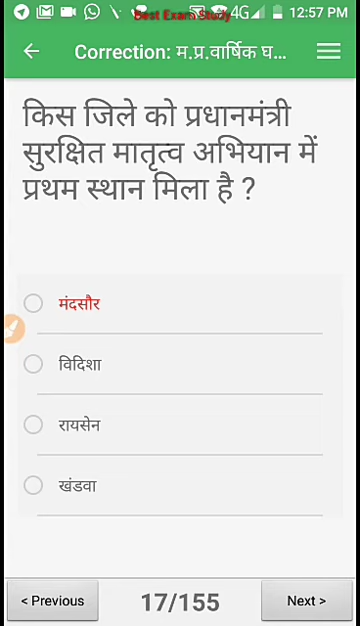 Best Exam Study 4G 12:57 PM
Correction: म.प्र.वार्षिक घ...
किस जिले को प्रधानमंत्री
सुरक्षित मातृत्व अभियान में
प्रथम स्थान मिला है ?
मंदसौर
विदिशा
रायसेन
खंडवा
< Previous 17/155 Next >